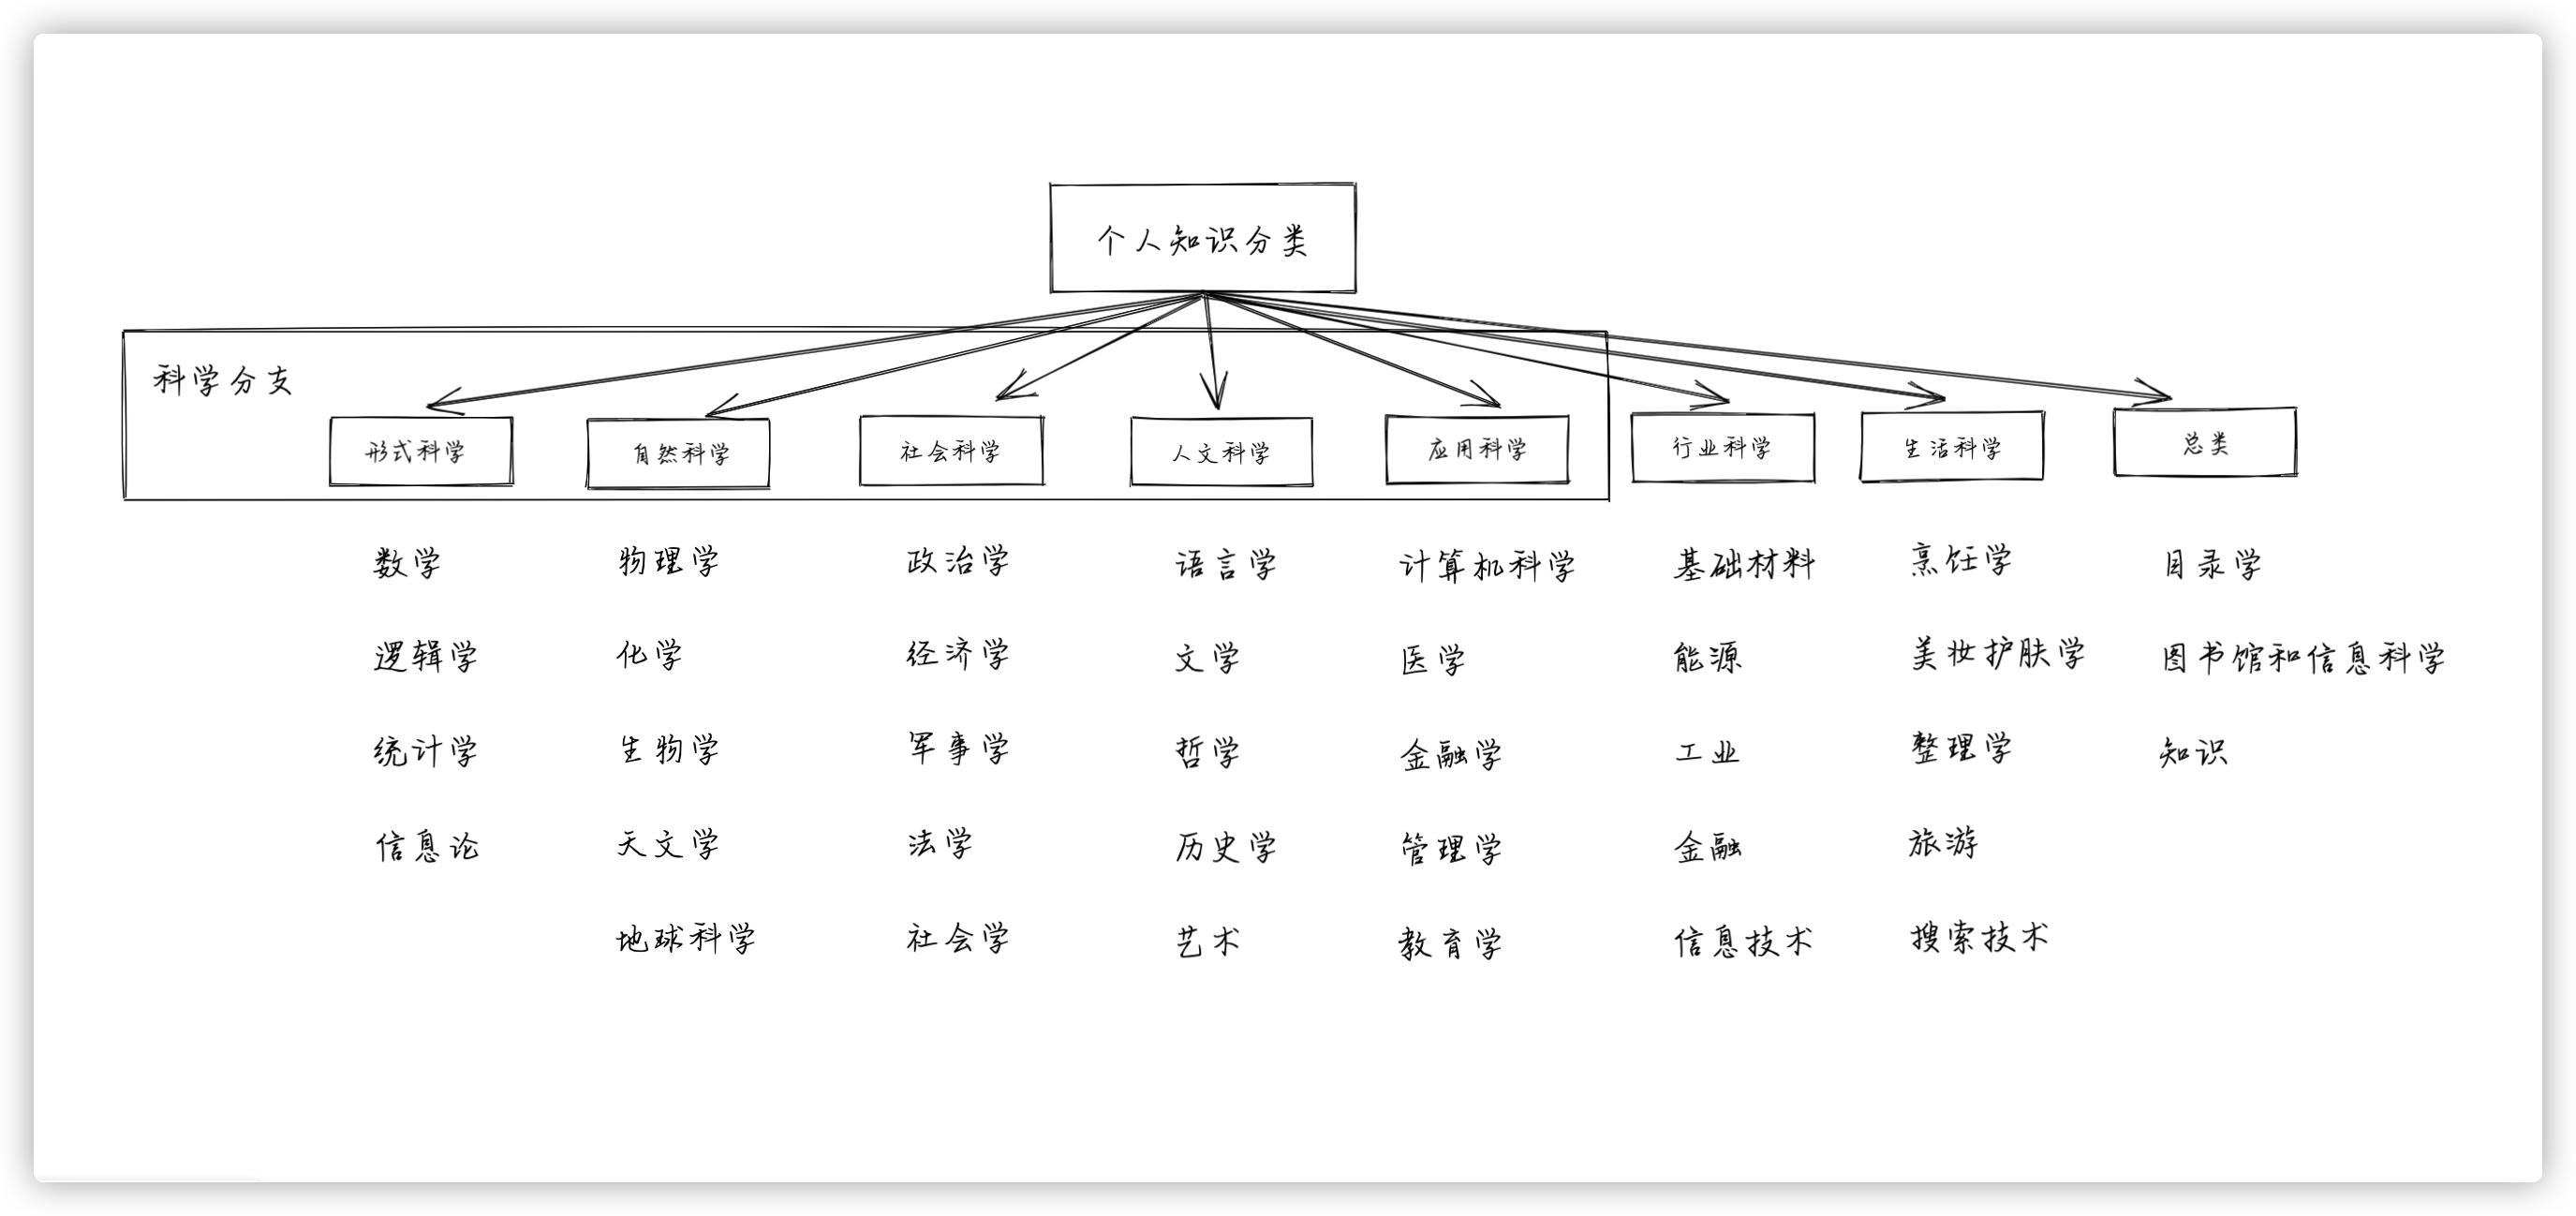 个人知识分类
科学分支
形式科学
自然科学
社会科学
人文科学
应用科学
行业科学
生活科学
总类
数学
逻辑学
统计学
信息论
物理学
化学
生物学
天文学
地球科学
政治学
经济学
军事学
法学
社会学
语言学
文学
哲学
历史学
艺术
计算机科学
医学
金融学
管理学
教育学
基础材料
能源
工业
金融
信息技术
烹饪学
美妆护肤学
整理学
旅游
搜索技术
目录学
图书馆和信息科学
知识